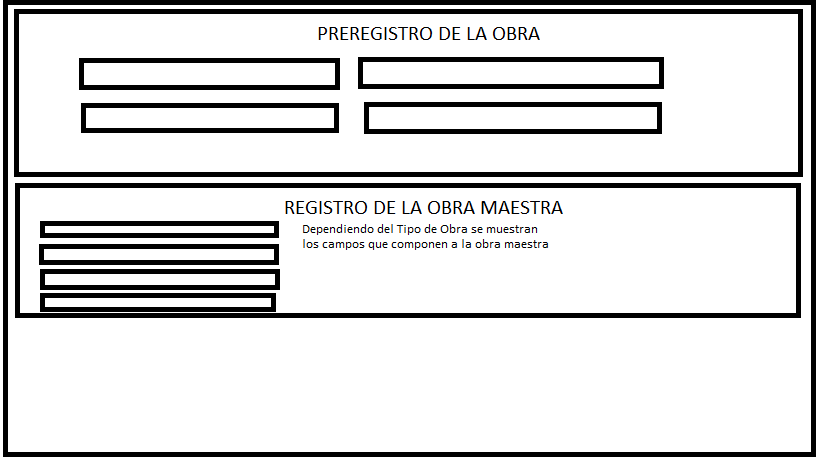 PREREGISTRO DE LA OBRA
REGISTRO DE LA OBRA MAESTRA
Dependiendo del Tipo de Obra se muestran
los campos que componen a la obra maestra